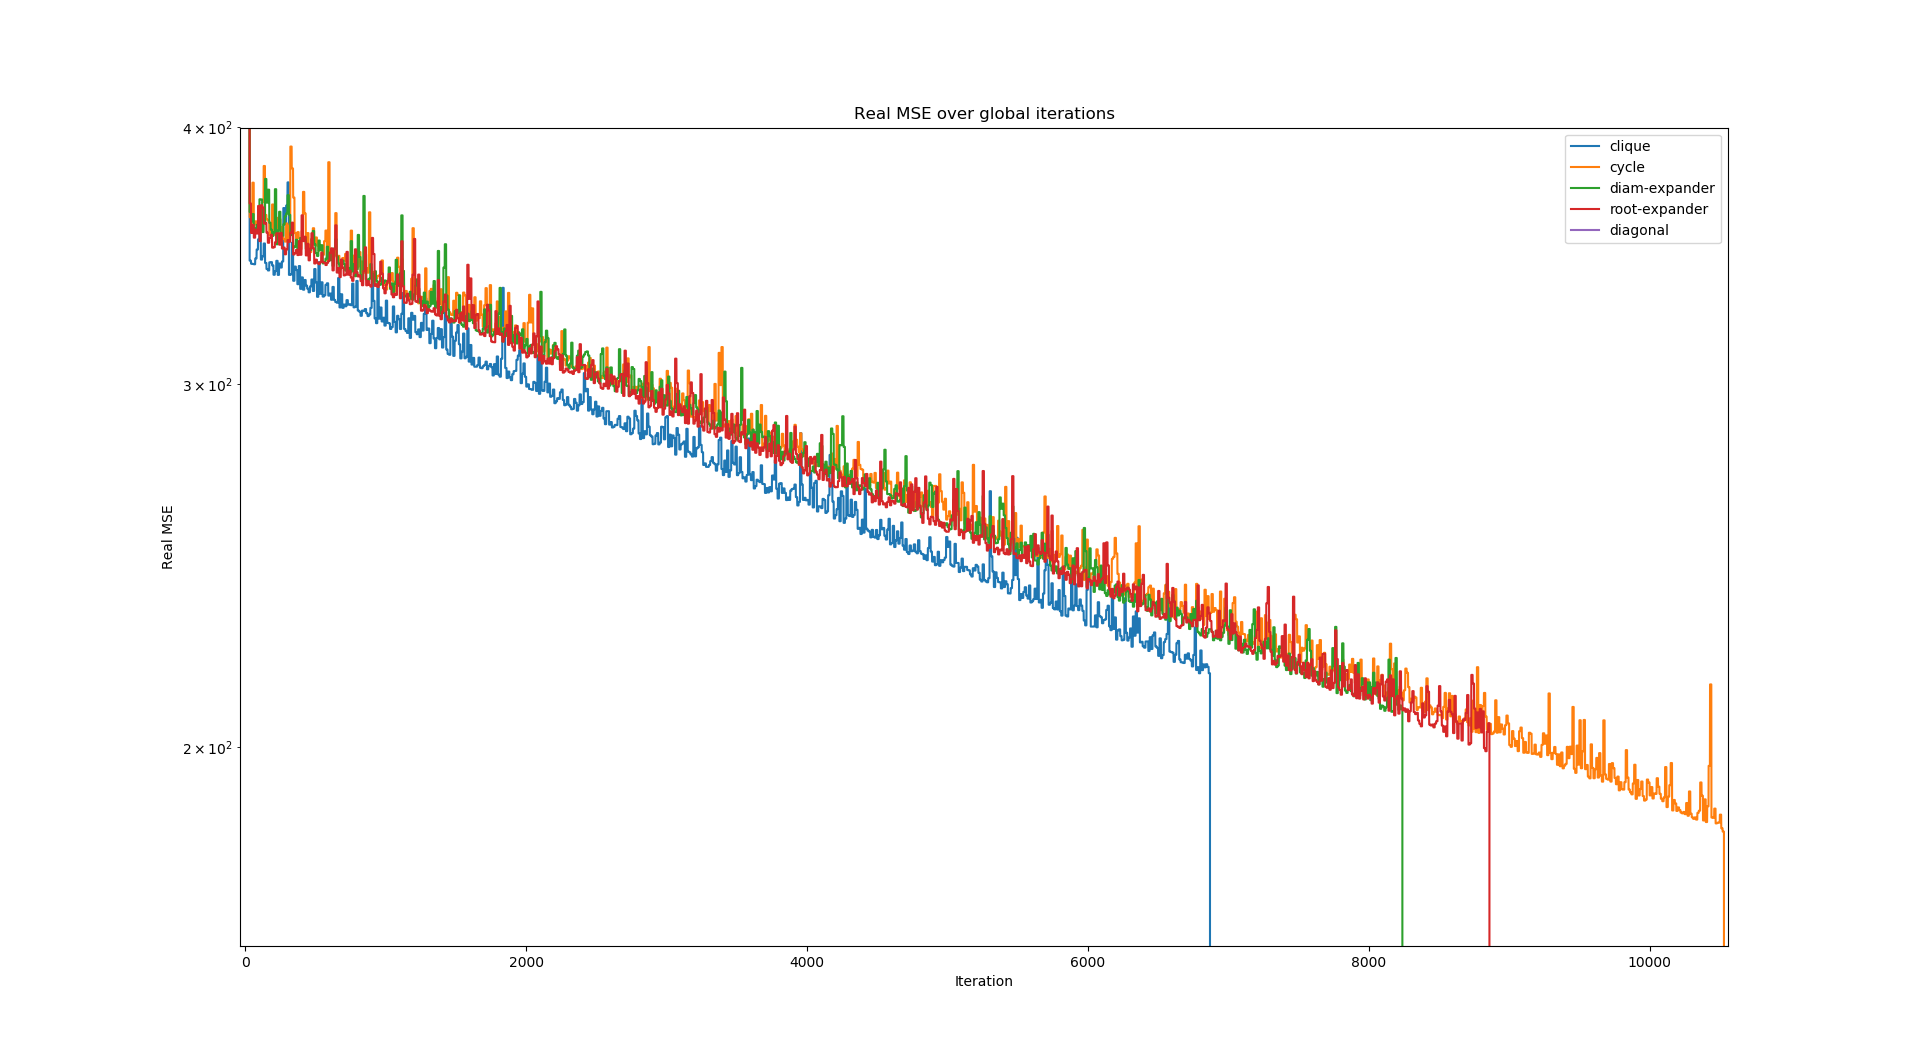 Real MSE over global iterations
4 × 10²
3 × 10²
2 × 10²
Real MSE
clique
cycle
diam-expander
root-expander
diagonal
0 2000 4000 6000 8000 10000
Iteration